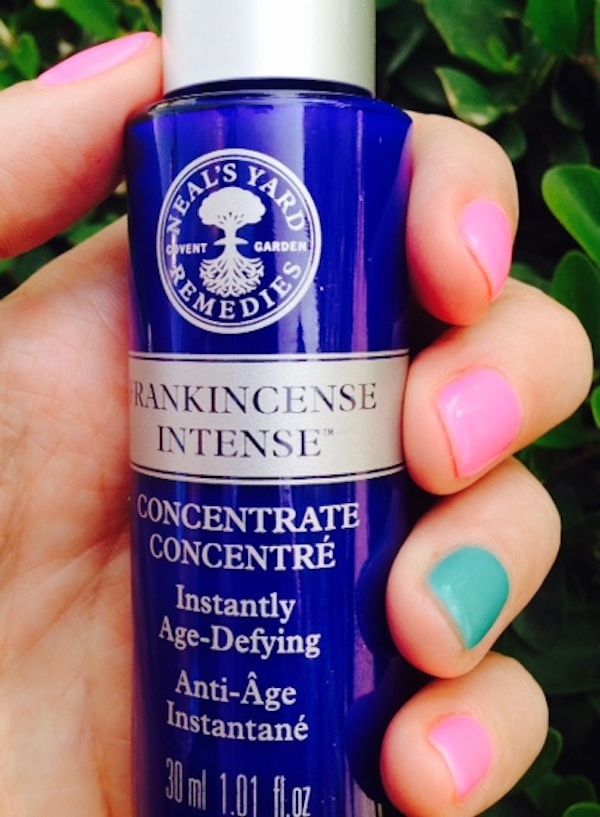 NEAL'S YARD
COVENT GARDEN
REMEDIES
FRANKINCENSE
INTENSE™
CONCENTRATE
CONCENTRÉ
Instantly
Age-Defying
Anti-Âge
Instantané
30 ml 1.01 fl.oz